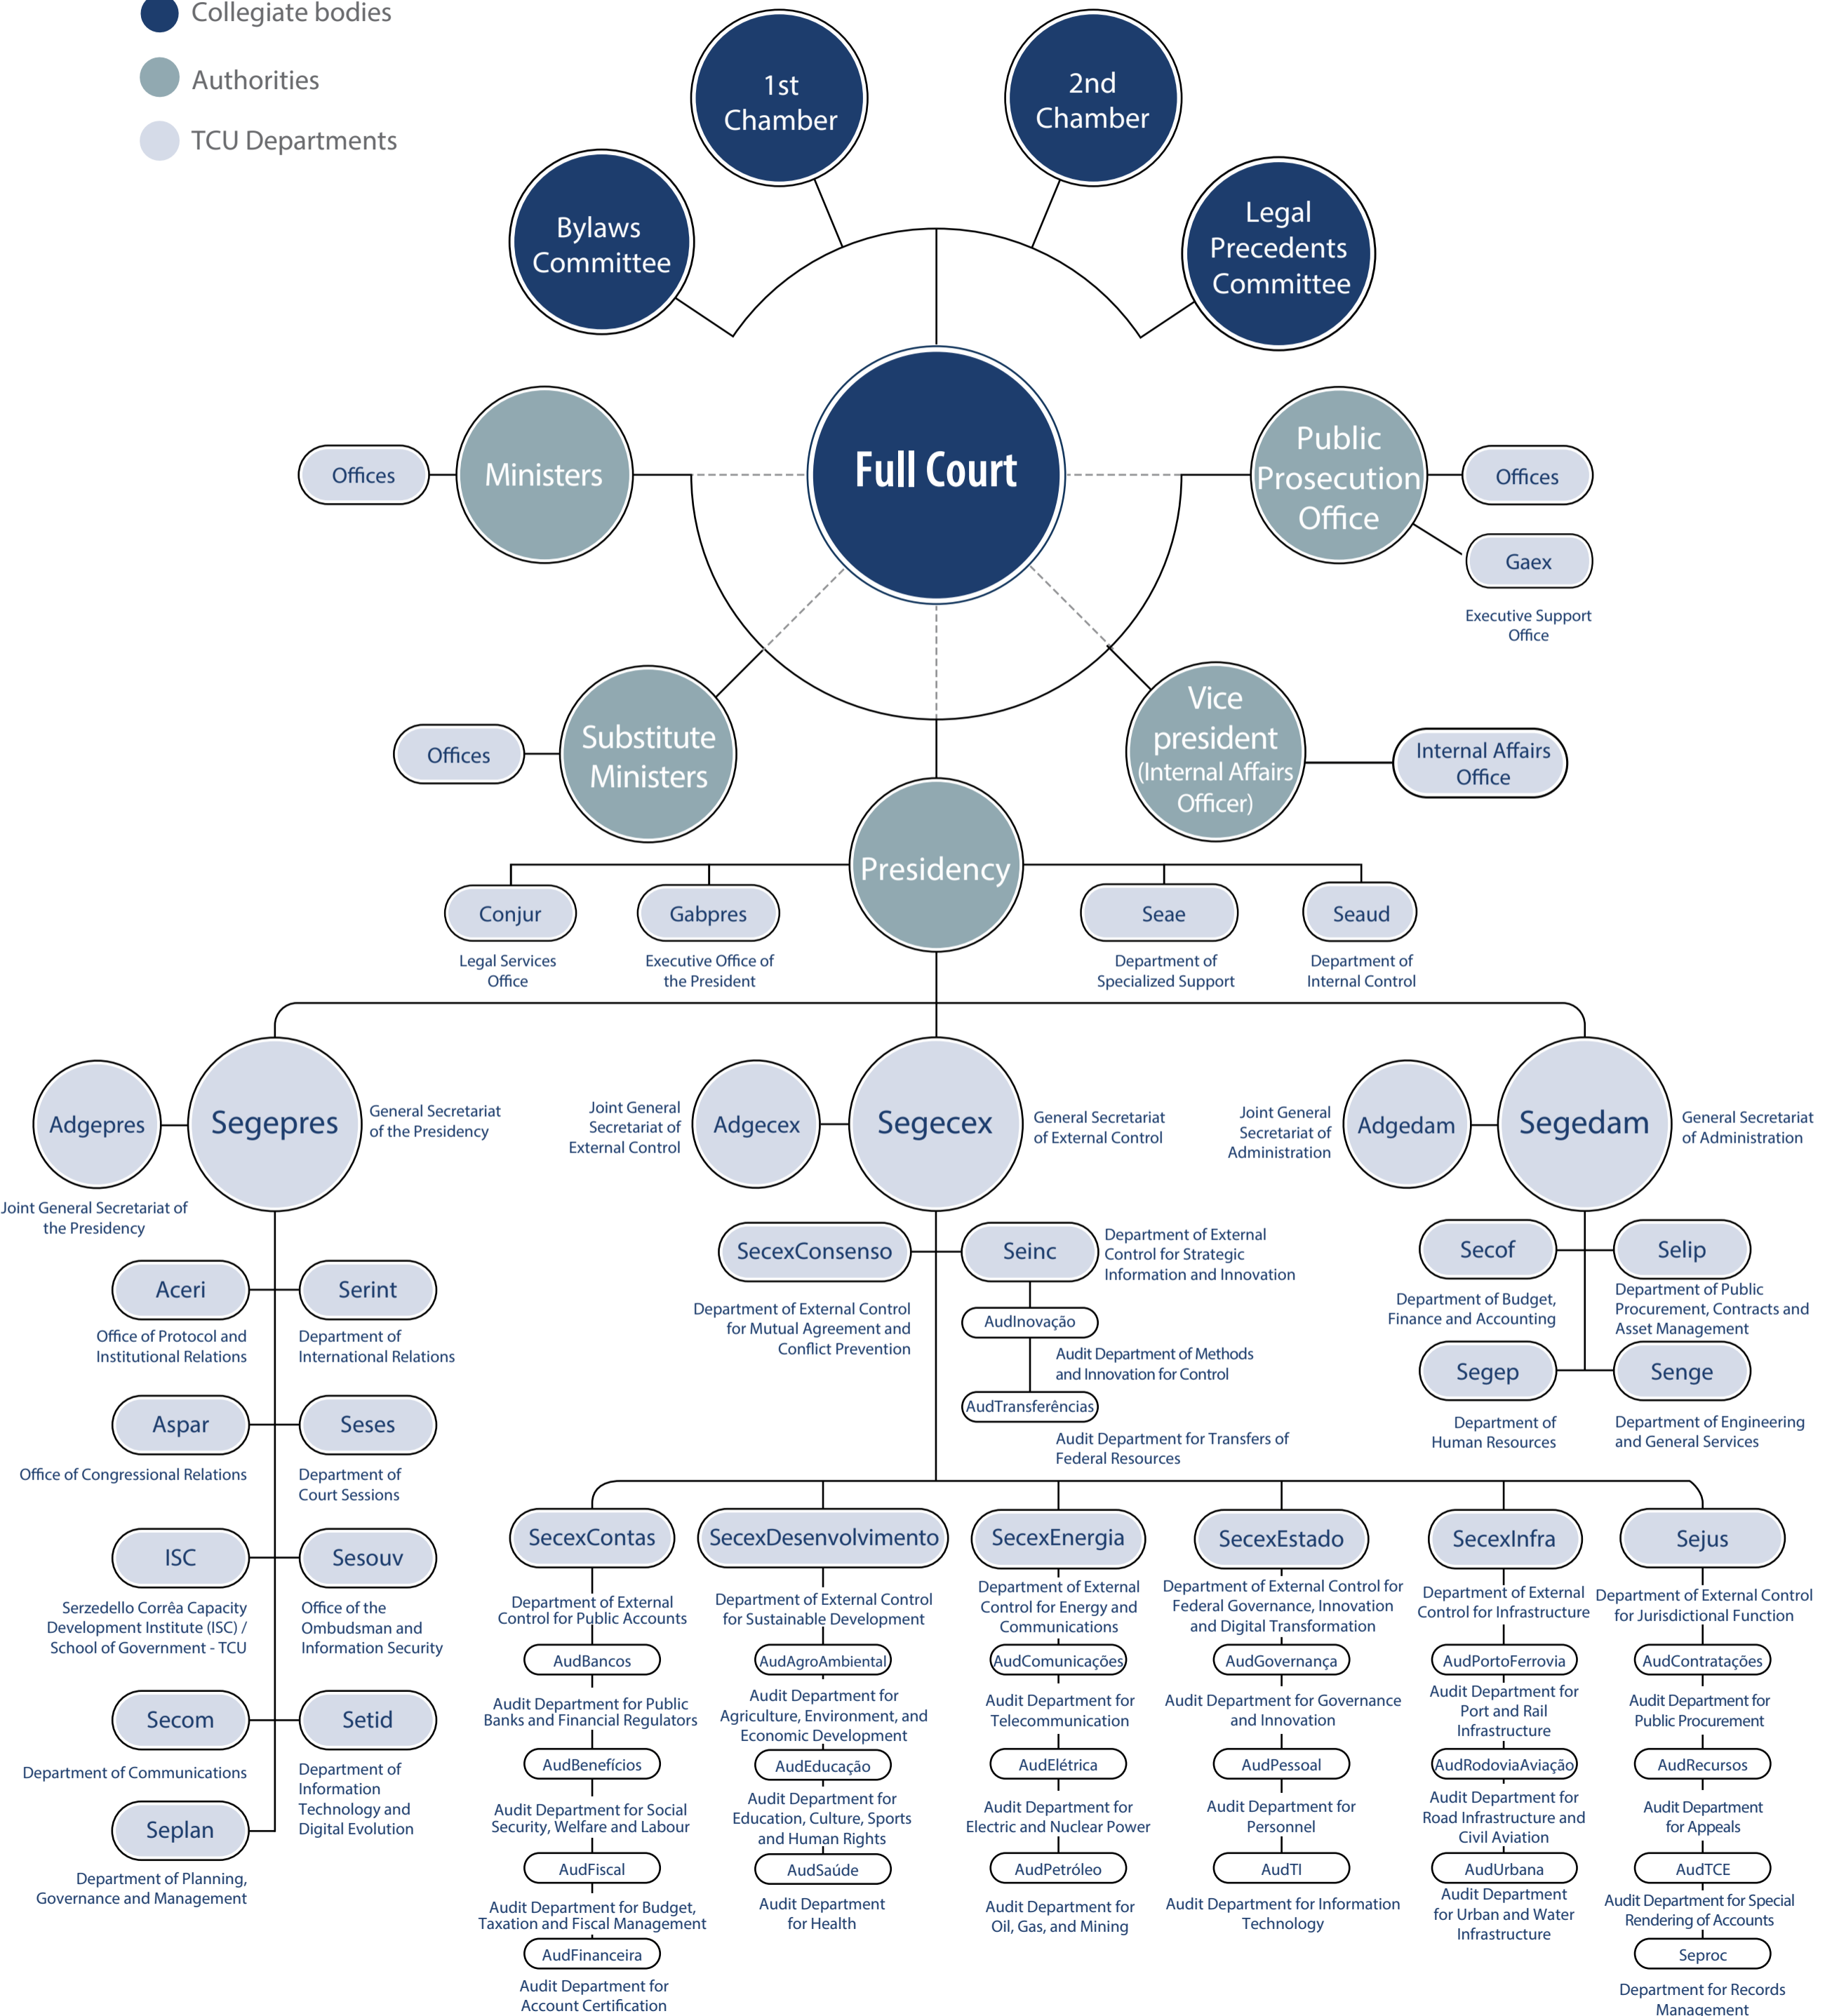 Collegiate bodies
Authorities
TCU Departments
1st
Chamber
2nd
Chamber
Bylaws
Committee
Legal
Precedents
Committee
Full Court
Offices
Ministers
Public
Prosecution
Office
Offices
Gaex
Executive Support
Office
Offices
Substitute
Ministers
Vice
president
(Internal Affairs
Officer)
Internal Affairs
Office
Presidency
Conjur
Legal Services
Office
Gabpres
Executive Office of
the President
Seae
Department of
Specialized Support
Seaud
Department of
Internal Control
Adgepres
Joint General Secretariat of
the Presidency
Segepres
General Secretariat
of the Presidency
Joint General
Secretariat of
External Control
Adgecex
Segecex
General Secretariat
of External Control
Joint General
Secretariat of
Administration
Adgedam
Segedam
General Secretariat
of Administration
Aceri
Office of Protocol and
Institutional Relations
Serint
Department of
International Relations
Aspar
Office of Congressional Relations
Seses
Department of
Court Sessions
ISC
Serzedello Corrêa Capacity
Development Institute (ISC) /
School of Government - TCU
Sesouv
Office of the
Ombudsman and
Information Security
Secom
Department of Communications
Setid
Department of
Information
Technology and
Digital Evolution
Seplan
Department of Planning,
Governance and Management
SecexConsenso
Department of External Control
for Mutual Agreement and
Conflict Prevention
Seinc
Department of External
Control for Strategic
Information and Innovation
AudInovação
Audit Department of Methods
and Innovation for Control
AudTransferências
Audit Department for Transfers of
Federal Resources
Secof
Department of Budget,
Finance and Accounting
Selip
Department of Public
Procurement, Contracts and
Asset Management
Segep
Department of
Human Resources
Senge
Department of Engineering
and General Services
SecexContas
Department of External
Control for Public Accounts
AudBancos
Audit Department for Public
Banks and Financial Regulators
AudBenefícios
Audit Department for Social
Security, Welfare and Labour
AudFiscal
Audit Department for Budget,
Taxation and Fiscal Management
AudFinanceira
Audit Department for
Account Certification
SecexDesenvolvimento
Department of External Control
for Sustainable Development
AudAgroAmbiental
Audit Department for
Agriculture, Environment, and
Economic Development
AudEducação
Audit Department for
Education, Culture, Sports
and Human Rights
AudSaúde
Audit Department
for Health
SecexEnergia
Department of External
Control for Energy and
Communications
AudComunicações
Audit Department for
Telecommunication
AudElétrica
Audit Department for
Electric and Nuclear Power
AudPetróleo
Audit Department for
Oil, Gas, and Mining
SecexEstado
Department of External Control for
Federal Governance, Innovation
and Digital Transformation
AudGovernança
Audit Department for Governance
and Innovation
AudPessoal
Audit Department for
Personnel
AudTI
Audit Department for Information
Technology
SecexInfra
Department of External
Control for Infrastructure
AudPortoFerrovia
Audit Department for
Port and Rail
Infrastructure
AudRodoviaAviação
Audit Department for
Road Infrastructure and
Civil Aviation
AudUrbana
Audit Department
for Urban and Water
Infrastructure
Sejus
Department of External Control
for Jurisdictional Function
AudContratações
Audit Department for
Public Procurement
AudRecursos
Audit Department
for Appeals
AudTCE
Audit Department for Special
Rendering of Accounts
Seproc
Department for Records
Management